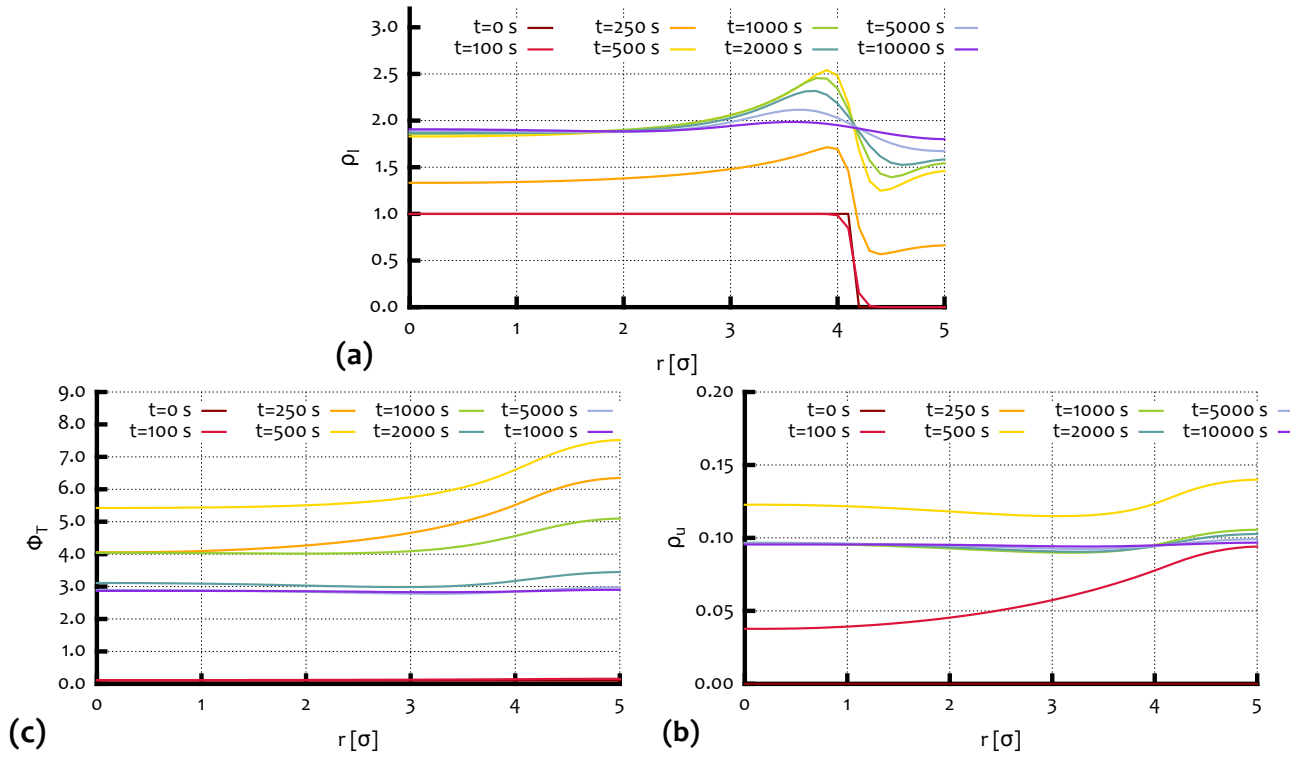 3.0
t=0 s t=250 s t=1000 s t=5000 s
t=100 s t=500 s t=2000 s t=10000 s
2.5
2.0
ρl
1.5
1.0
0.5
0.0
0 1 2 3 4 5
(a)
r [σ]
9.0
t=0 s t=250 s t=1000 s t=5000 s
8.0
t=100 s t=500 s t=2000 s t=1000 s
7.0
6.0
5.0
ΦT
4.0
3.0
2.0
1.0
0.0
0 1 2 3 4 5
(c)
r [σ]
0.20
t=0 s t=250 s t=1000 s t=5000 s
t=100 s t=500 s t=2000 s t=10000 s
0.15
ρu
0.10
0.05
0.00
0 1 2 3 4 5
(b)
r [σ]